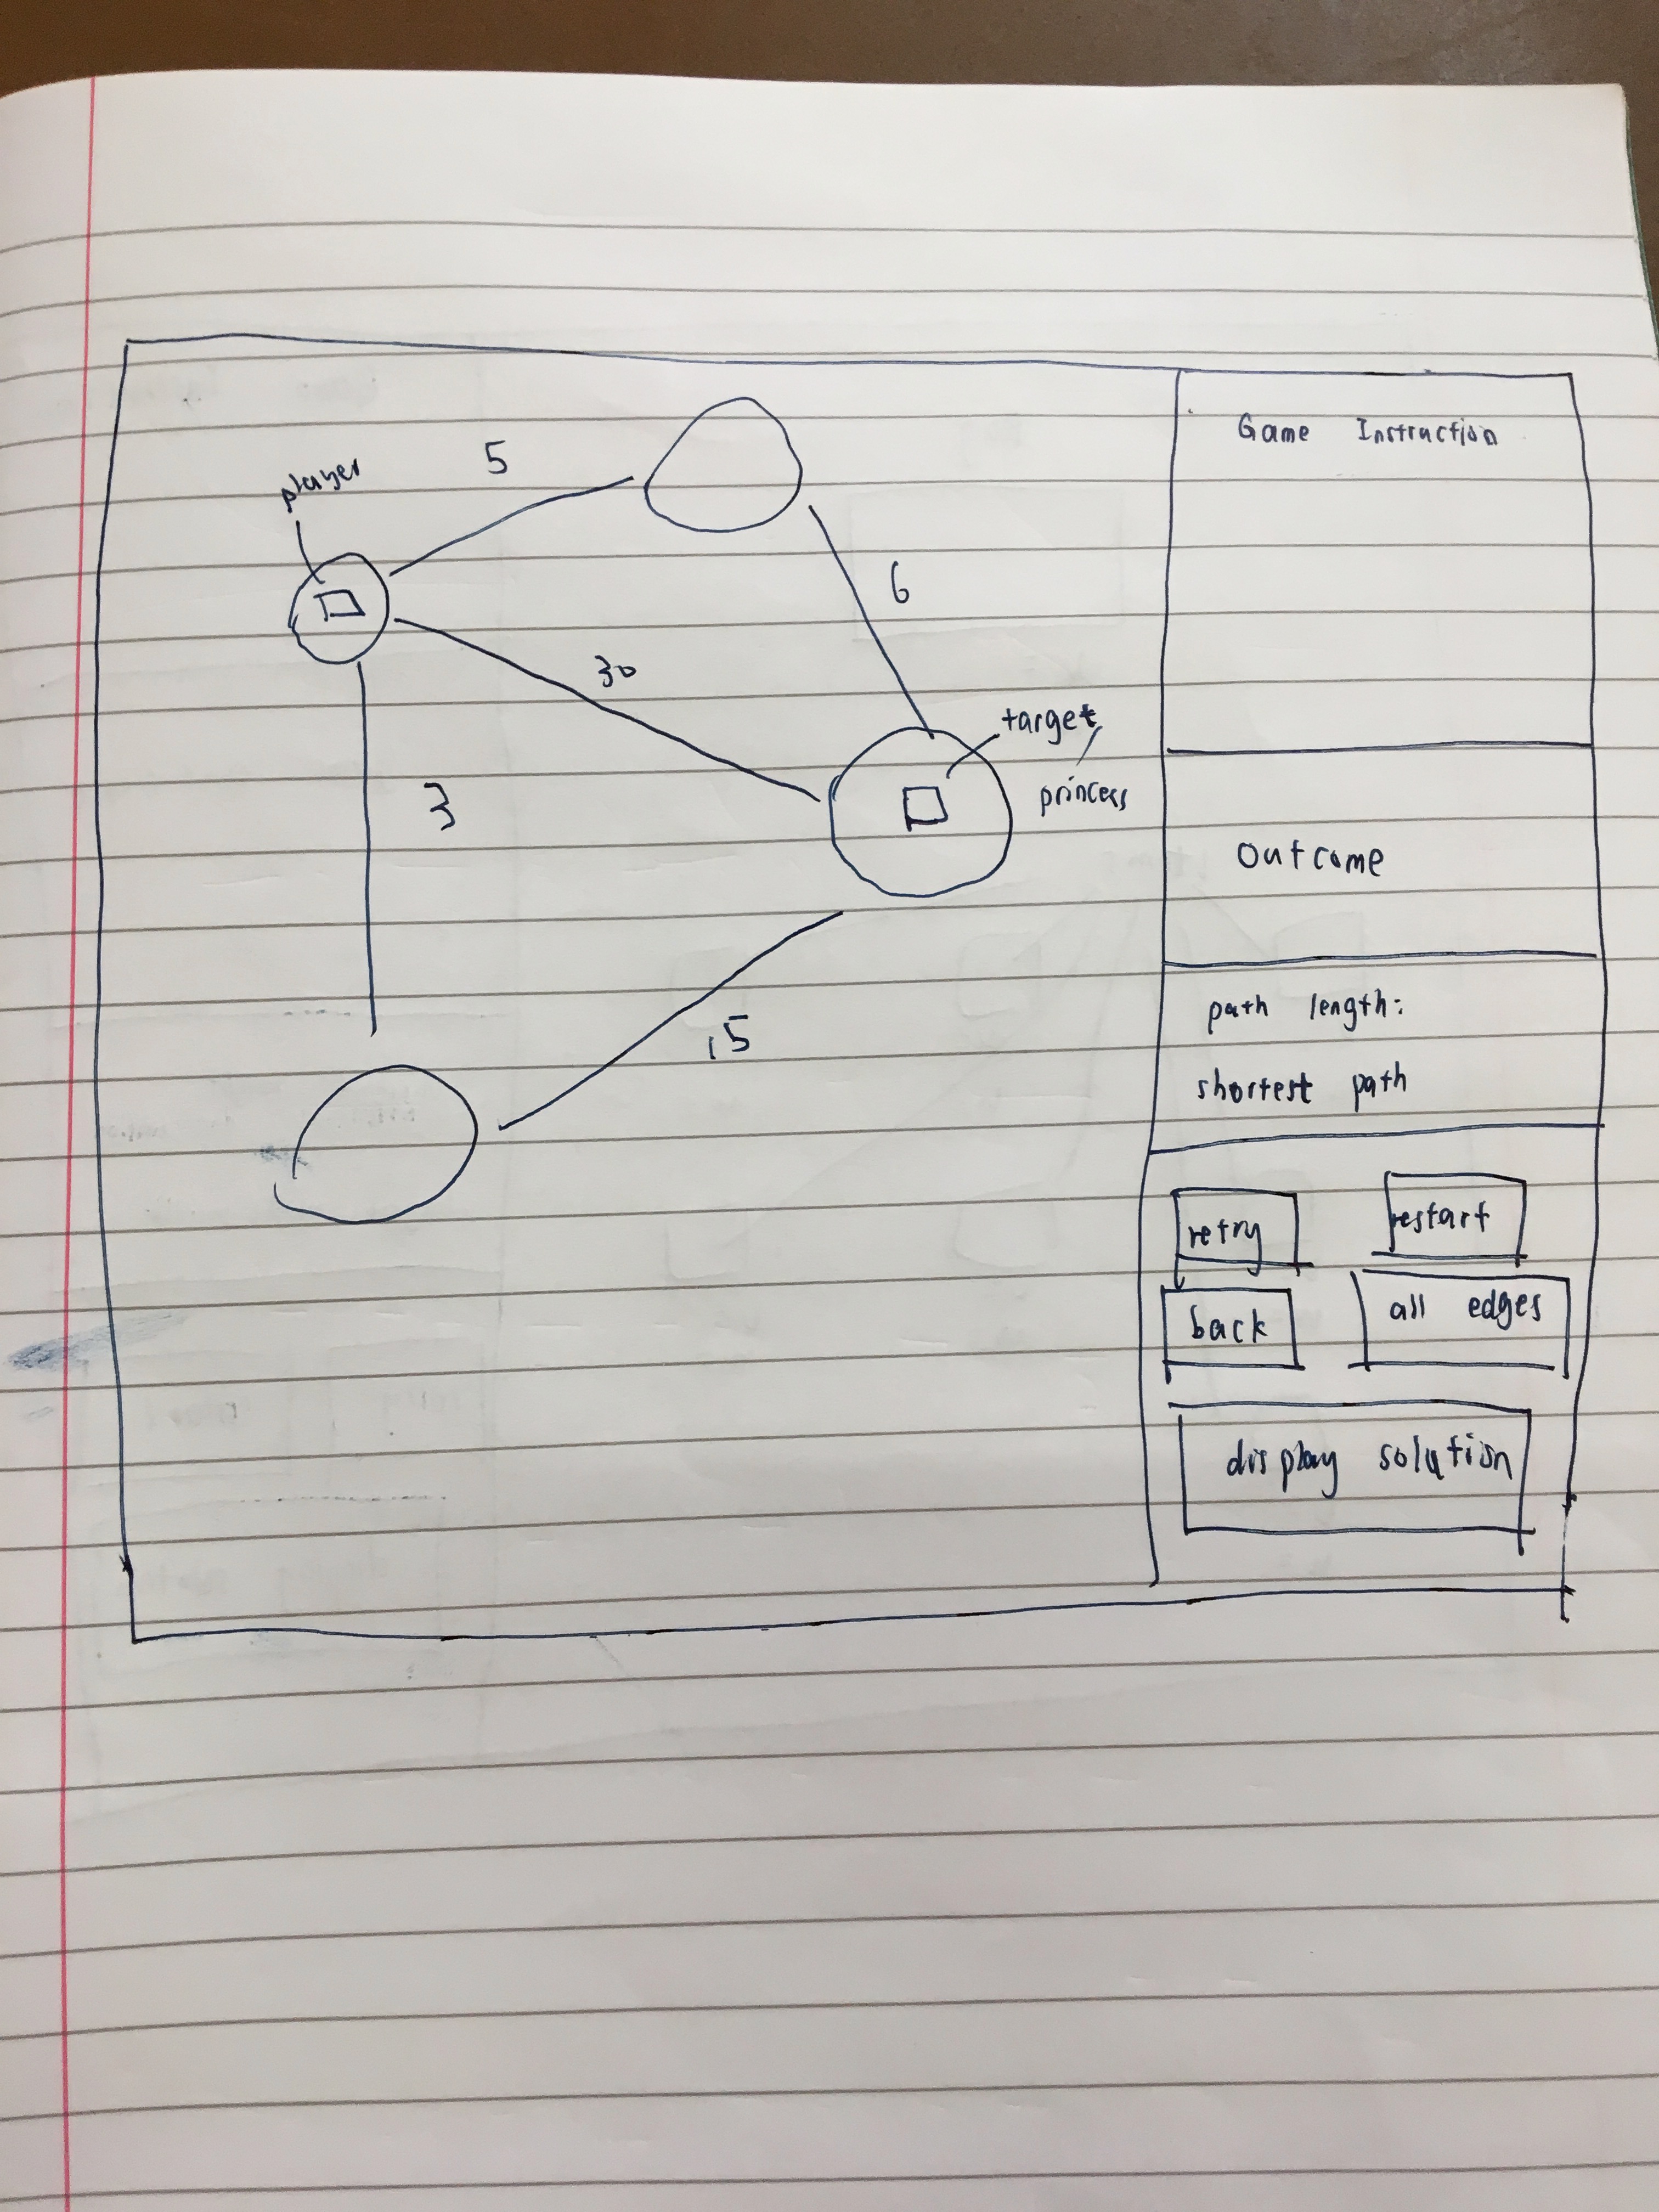 player
5
6
30
target/
princess
3
15
Game Instruction
Outcome
path length:
shortest path
retry
restart
back
all edges
display solution